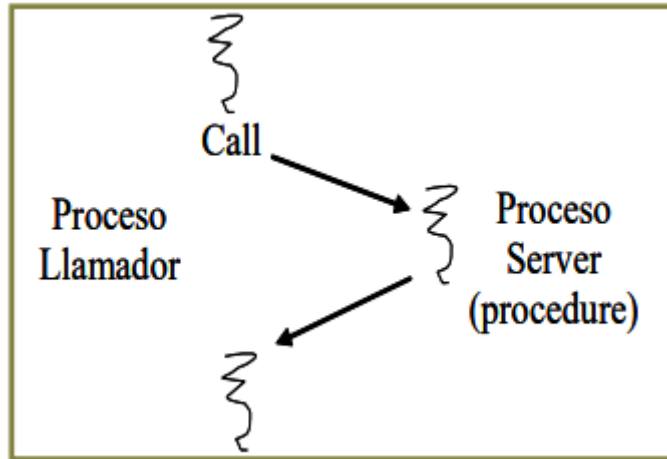 Call
Proceso
Llamador
Proceso
Server
(procedure)